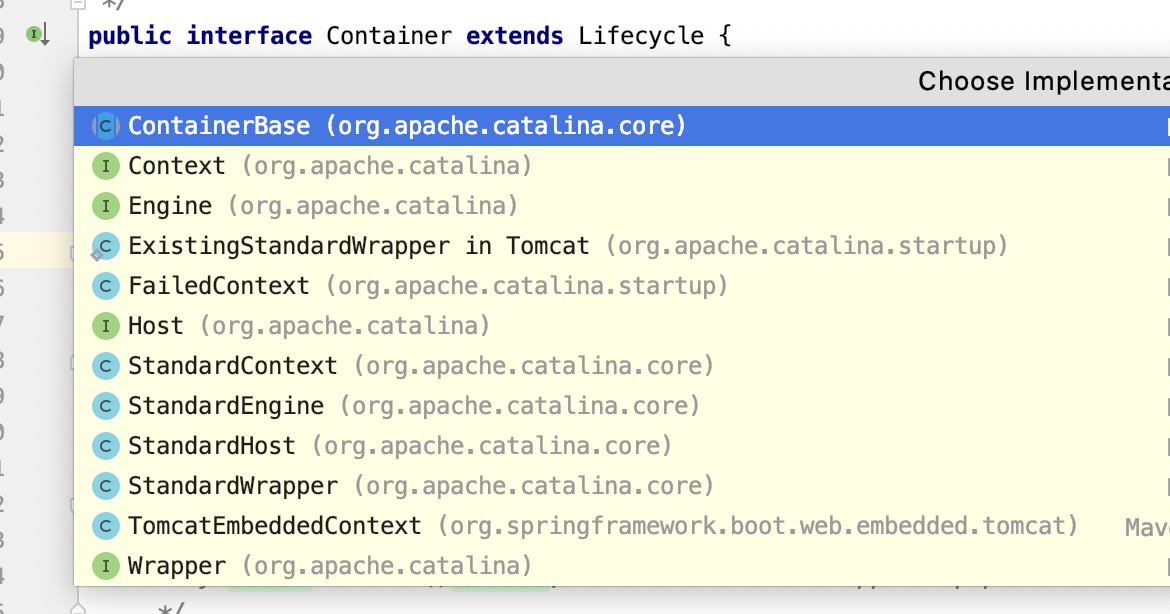 */
public interface Container extends Lifecycle {
Choose Implementa
C ContainerBase (org.apache.catalina.core)
I Context (org.apache.catalina)
I Engine (org.apache.catalina)
C ExistingStandardWrapper in Tomcat (org.apache.catalina.startup)
C FailedContext (org.apache.catalina.startup)
I Host (org.apache.catalina)
C StandardContext (org.apache.catalina.core)
C StandardEngine (org.apache.catalina.core)
C StandardHost (org.apache.catalina.core)
C StandardWrapper (org.apache.catalina.core)
C TomcatEmbeddedContext (org.springframework.boot.web.embedded.tomcat) Mav
I Wrapper (org.apache.catalina)
*/